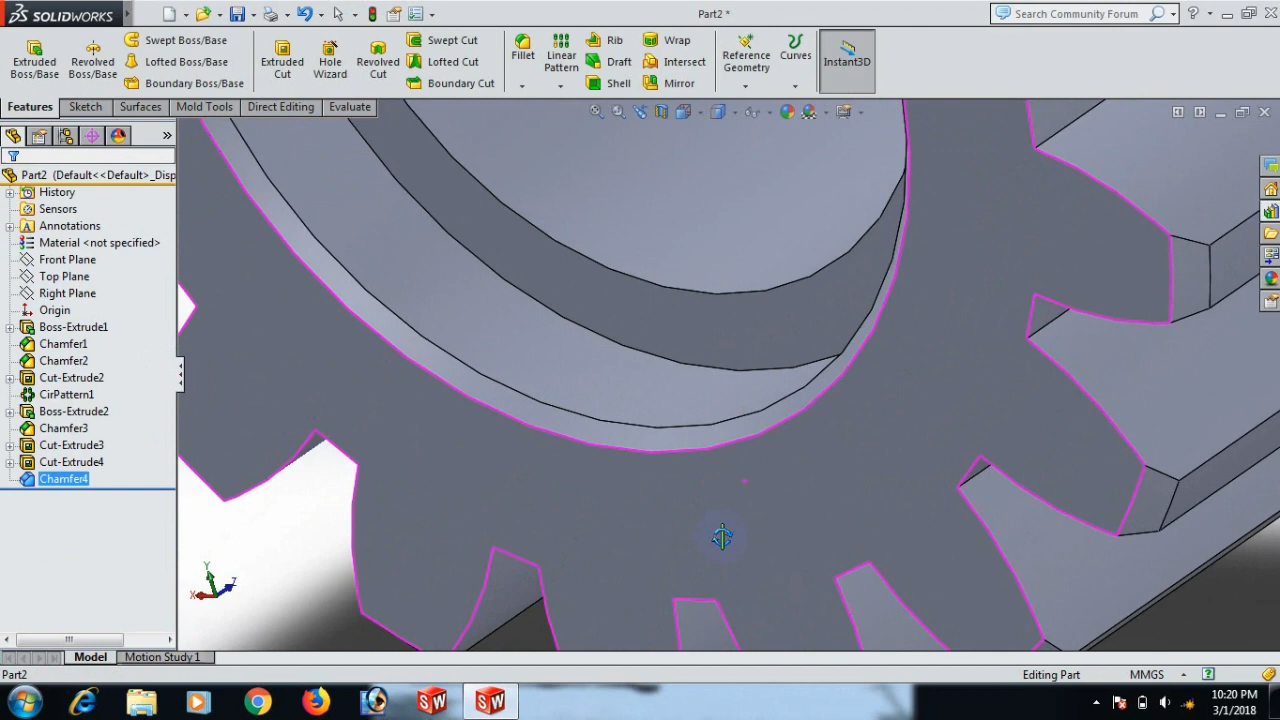 SOLIDWORKS
Part2 *
Search Community Forum
Extruded Boss/Base
Revolved Boss/Base
Swept Boss/Base
Lofted Boss/Base
Boundary Boss/Base
Extruded Cut
Hole Wizard
Revolved Cut
Swept Cut
Lofted Cut
Boundary Cut
Fillet
Linear Pattern
Rib
Draft
Shell
Wrap
Intersect
Mirror
Reference Geometry
Curves
Instant3D
Features
Sketch
Surfaces
Mold Tools
Direct Editing
Evaluate
Part2 (Default<<Default>_Disp
History
Sensors
Annotations
Material <not specified>
Front Plane
Top Plane
Right Plane
Origin
Boss-Extrude1
Chamfer1
Chamfer2
Cut-Extrude2
CirPattern1
Boss-Extrude2
Chamfer3
Cut-Extrude3
Cut-Extrude4
Chamfer4
Y
Z
X
Model
Motion Study 1
Part2
Editing Part
MMGS
10:20 PM
3/1/2018